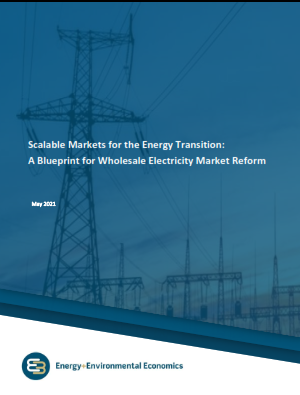 Scalable Markets for the Energy Transition:
A Blueprint for Wholesale Electricity Market Reform
May 2021
Energy+Environmental Economics